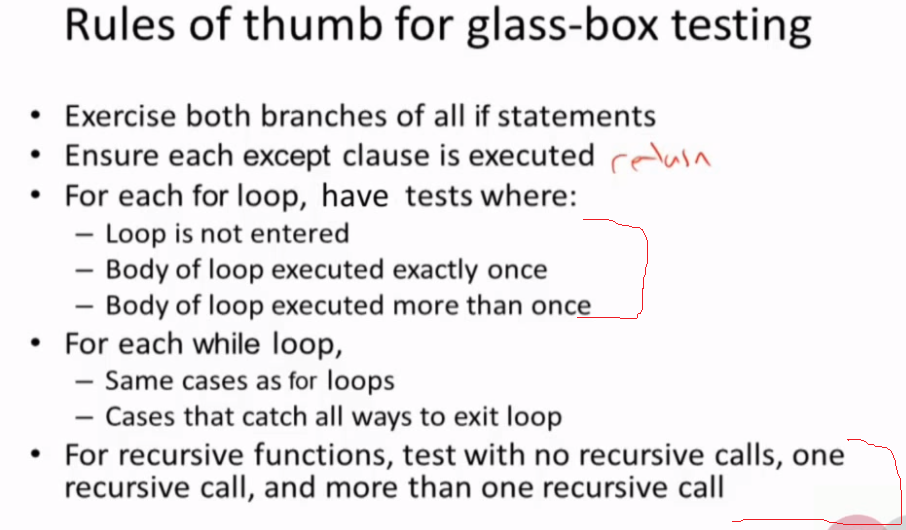 Rules of thumb for glass-box testing
• Exercise both branches of all if statements
• Ensure each except clause is executed return
• For each for loop, have tests where:
– Loop is not entered
– Body of loop executed exactly once
– Body of loop executed more than once
• For each while loop,
– Same cases as for loops
– Cases that catch all ways to exit loop
• For recursive functions, test with no recursive calls, one
recursive call, and more than one recursive call